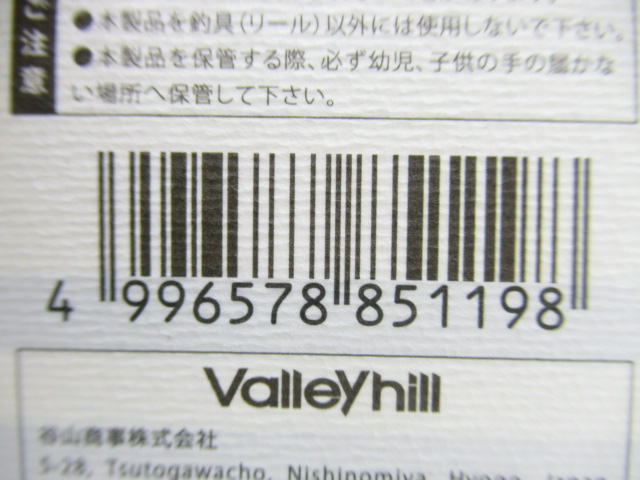 ご注意
●本製品を釣具(リール)以外には使用しないで下さい。
●本製品を保管する際、必ず幼児、子供の手の届かな
い場所へ保管して下さい。
4 996578 851198
Valleyhill
谷山商事株式会社
5-28, Tsutogawacho, Nishinomiya, Hyogo, Japan